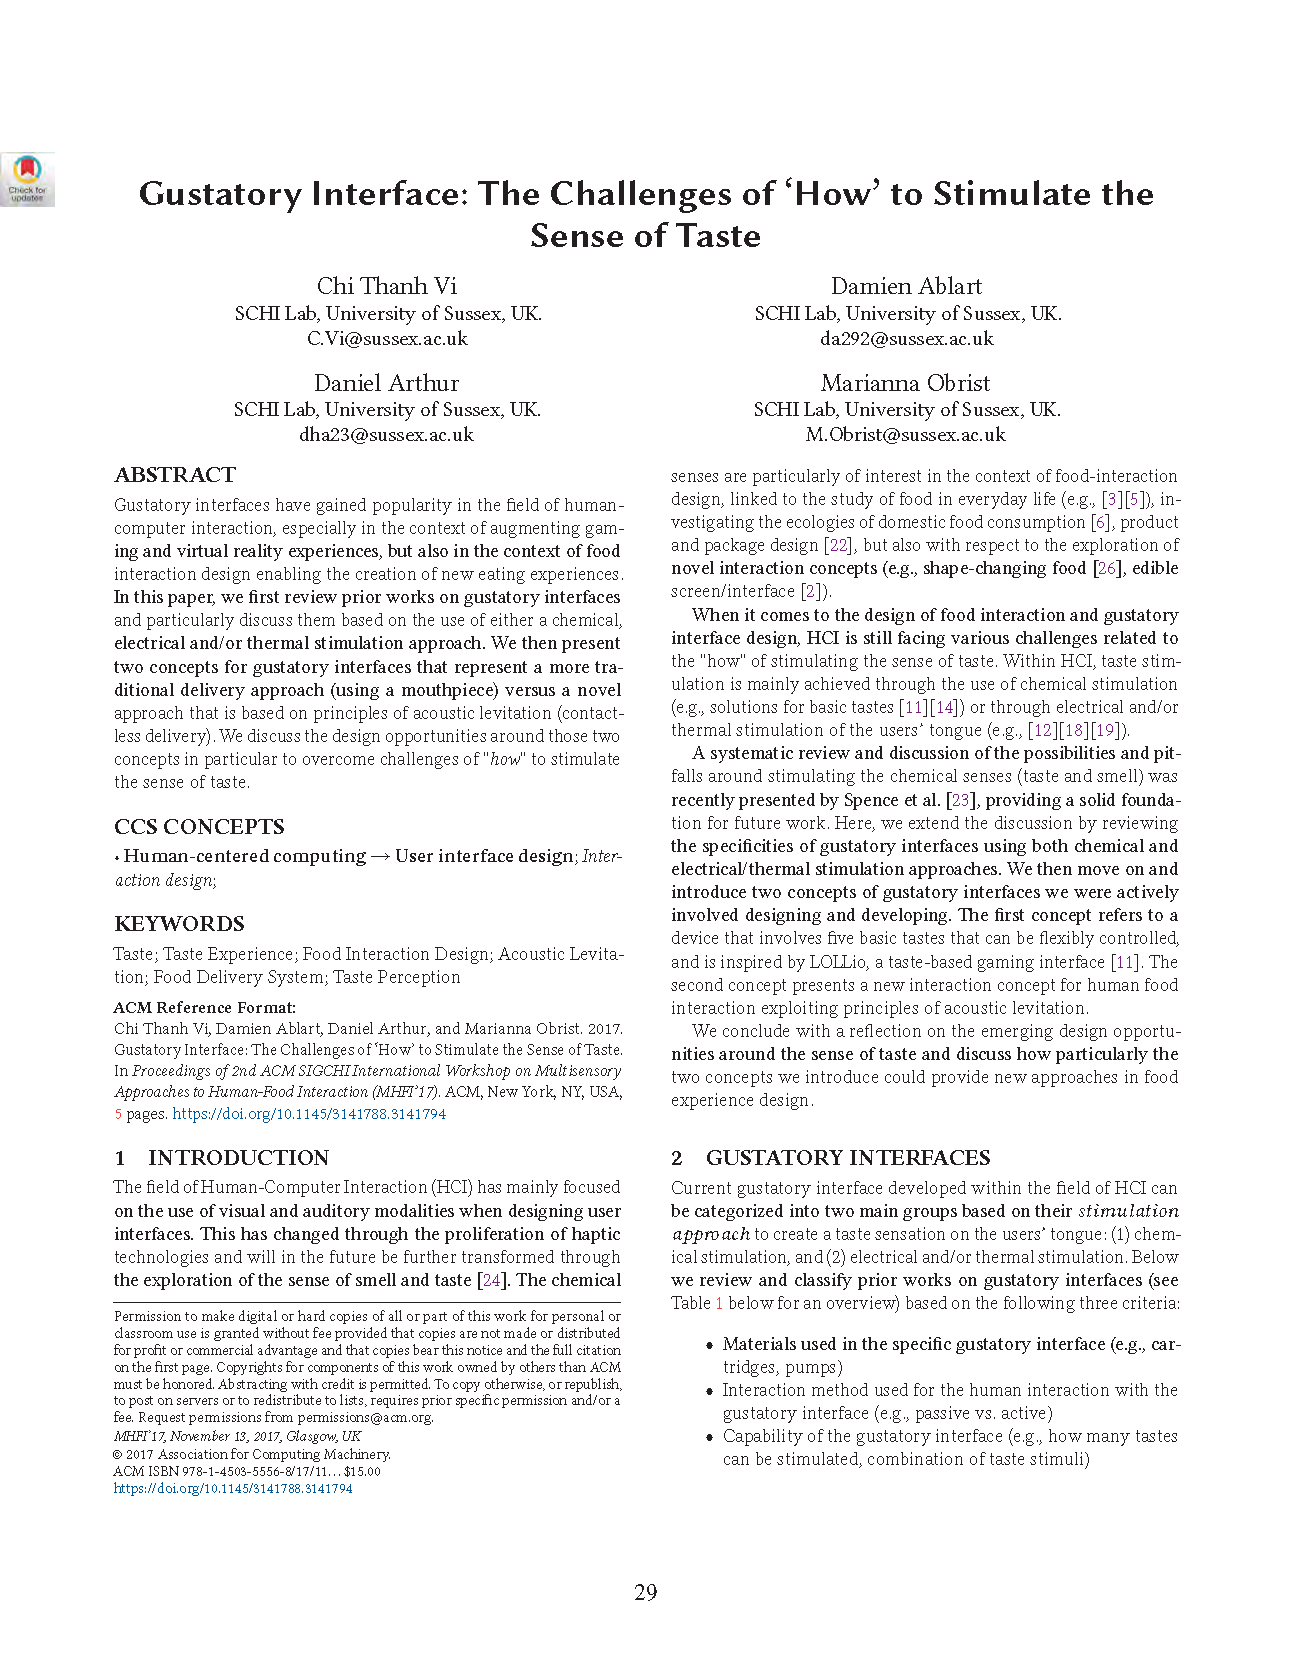 Check for
updates
Gustatory Interface: The Challenges of ‘How’ to Stimulate the
Sense of Taste
Chi Thanh Vi
SCHI Lab, University of Sussex, UK.
C.Vi@sussex.ac.uk
Damien Ablart
SCHI Lab, University of Sussex, UK.
da292@sussex.ac.uk
Daniel Arthur
SCHI Lab, University of Sussex, UK.
dha23@sussex.ac.uk
Marianna Obrist
SCHI Lab, University of Sussex, UK.
M.Obrist@sussex.ac.uk
ABSTRACT
Gustatory interfaces have gained popularity in the field of human-
computer interaction, especially in the context of augmenting gam-
ing and virtual reality experiences, but also in the context of food
interaction design enabling the creation of new eating experiences.
In this paper, we first review prior works on gustatory interfaces
and particularly discuss them based on the use of either a chemical,
electrical and/or thermal stimulation approach. We then present
two concepts for gustatory interfaces that represent a more tra-
ditional delivery approach (using a mouthpiece) versus a novel
approach that is based on principles of acoustic levitation (contact-
less delivery). We discuss the design opportunities around those two
concepts in particular to overcome challenges of "how" to stimulate
the sense of taste.
CCS CONCEPTS
• Human-centered computing → User interface design; Inter-
action design;
KEYWORDS
Taste; Taste Experience; Food Interaction Design; Acoustic Levita-
tion; Food Delivery System; Taste Perception
ACM Reference Format:
Chi Thanh Vi, Damien Ablart, Daniel Arthur, and Marianna Obrist. 2017.
Gustatory Interface: The Challenges of ‘How’ to Stimulate the Sense of Taste.
In Proceedings of 2nd ACM SIGCHI International Workshop on Multisensory
Approaches to Human-Food Interaction (MHFI’17). ACM, New York, NY, USA,
5 pages. https://doi.org/10.1145/3141788.3141794
1 INTRODUCTION
The field of Human-Computer Interaction (HCI) has mainly focused
on the use of visual and auditory modalities when designing user
interfaces. This has changed through the proliferation of haptic
technologies and will in the future be further transformed through
the exploration of the sense of smell and taste [24]. The chemical
Permission to make digital or hard copies of all or part of this work for personal or
classroom use is granted without fee provided that copies are not made or distributed
for profit or commercial advantage and that copies bear this notice and the full citation
on the first page. Copyrights for components of this work owned by others than ACM
must be honored. Abstracting with credit is permitted. To copy otherwise, or republish,
to post on servers or to redistribute to lists, requires prior specific permission and/or a
fee. Request permissions from permissions@acm.org.
MHFI’17, November 13, 2017, Glasgow, UK
© 2017 Association for Computing Machinery.
ACM ISBN 978-1-4503-5556-8/17/11...$15.00
https://doi.org/10.1145/3141788.3141794
senses are particularly of interest in the context of food-interaction
design, linked to the study of food in everyday life (e.g., [3][5]), in-
vestigating the ecologies of domestic food consumption [6], product
and package design [22], but also with respect to the exploration of
novel interaction concepts (e.g., shape-changing food [26], edible
screen/interface [2]).
When it comes to the design of food interaction and gustatory
interface design, HCI is still facing various challenges related to
the "how" of stimulating the sense of taste. Within HCI, taste stim-
ulation is mainly achieved through the use of chemical stimulation
(e.g., solutions for basic tastes [11][14]) or through electrical and/or
thermal stimulation of the users’ tongue (e.g., [12][18][19]).
A systematic review and discussion of the possibilities and pit-
falls around stimulating the chemical senses (taste and smell) was
recently presented by Spence et al. [23], providing a solid founda-
tion for future work. Here, we extend the discussion by reviewing
the specificities of gustatory interfaces using both chemical and
electrical/thermal stimulation approaches. We then move on and
introduce two concepts of gustatory interfaces we were actively
involved designing and developing. The first concept refers to a
device that involves five basic tastes that can be flexibly controlled,
and is inspired by LOLLio, a taste-based gaming interface [11]. The
second concept presents a new interaction concept for human food
interaction exploiting principles of acoustic levitation.
We conclude with a reflection on the emerging design opportu-
nities around the sense of taste and discuss how particularly the
two concepts we introduce could provide new approaches in food
experience design.
2 GUSTATORY INTERFACES
Current gustatory interface developed within the field of HCI can
be categorized into two main groups based on their stimulation
approach to create a taste sensation on the users’ tongue: (1) chem-
ical stimulation, and (2) electrical and/or thermal stimulation. Below
we review and classify prior works on gustatory interfaces (see
Table 1 below for an overview) based on the following three criteria:
• Materials used in the specific gustatory interface (e.g., car-
tridges, pumps)
• Interaction method used for the human interaction with the
gustatory interface (e.g., passive vs. active)
• Capability of the gustatory interface (e.g., how many tastes
can be stimulated, combination of taste stimuli)
29